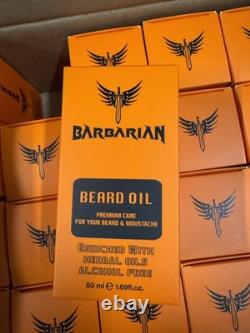 BARBARIAN
BEARD OIL
PREMIUM CARE
FOR YOUR BEARD & MOUSTACHE
ENRICHED WITH
HERBAL OILS
ALCOHOL FREE
50 ml ℮ 1.69fl.oz.